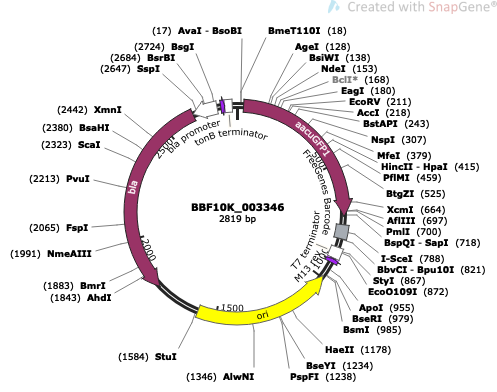 Created with SnapGene®
(17) AvaI - BsoBI
BmeT110I (18)
(2724) BsgI
AgeI (128)
(2684) BsrBI
BsiWI (138)
(2647) SspI
NdeI (153)
BclI* (168)
EagI (180)
EcoRV (211)
AccI (218)
BstAPI (243)
NspI (307)
MfeI (379)
HincII - HpaI (415)
PflMI (459)
BtgZI (525)
XcmI (664)
AflIII (697)
PmlI (700)
BspQI - SapI (718)
I-SceI (788)
BbvCI - Bpu10I (821)
StyI (867)
EcoO109I (872)
ApoI (955)
BseRI (979)
BsmI (985)
HaeII (1178)
BseYI (1234)
PspFI (1238)
(1346) AlwNI
(1584) StuI
(1843) AhdI
(1883) BmrI
(1991) NmeAIII
(2065) FspI
(2213) PvuI
(2323) ScaI
(2380) BsaHI
(2442) XmnI
bla promoter
tonB terminator
aacuGFP1
FreeGenes Barcode
T7 terminator
M13 rev
ori
bla
500
1500
2000
2500
BBF10K_003346
2819 bp